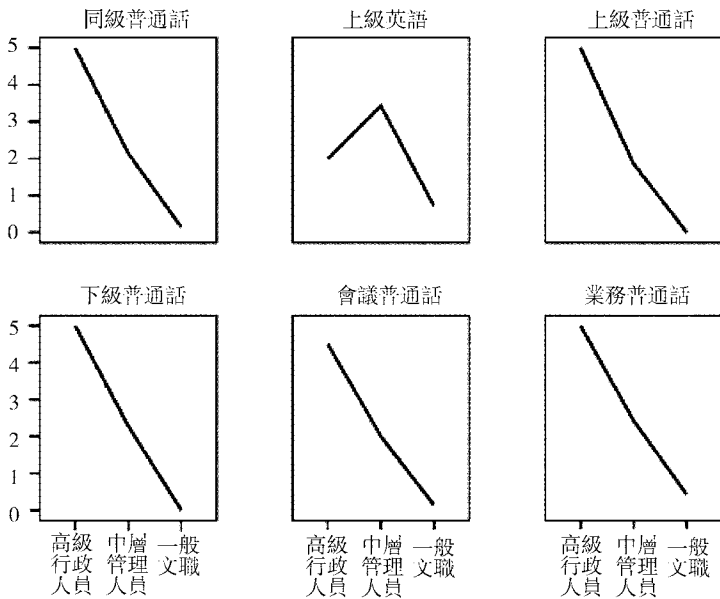 同級普通話 上級英語 上級普通話
5
4
3
2
1
0
下級普通話 會議普通話 業務普通話
5
4
3
2
1
0
高級 中層 一般 高級 中層 一般 高級 中層 一般
行政 管理 文職 行政 管理 文職 行政 管理 文職
人員 人員 人員 人員 人員 人員